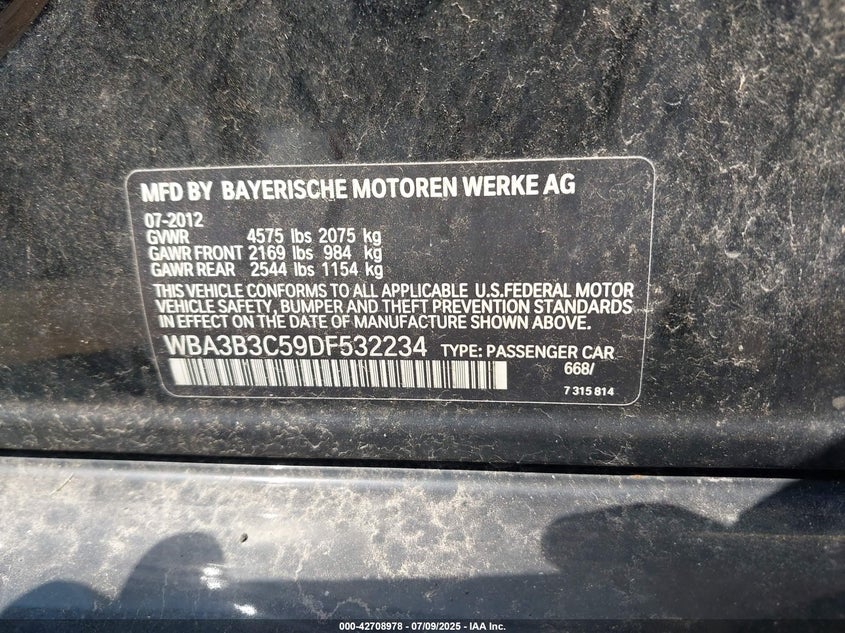 MFD BY BAYERISCHE MOTOREN WERKE AG
07-2012
GVWR 4575 lbs 2075 kg
GAWR FRONT 2169 lbs 984 kg
GAWR REAR 2544 lbs 1154 kg
THIS VEHICLE CONFORMS TO ALL APPLICABLE U.S.FEDERAL MOTOR
VEHICLE SAFETY, BUMPER AND THEFT PREVENTION STANDARDS
IN EFFECT ON THE DATE OF MANUFACTURE SHOWN ABOVE.
WBA3B3C59DF532234 TYPE: PASSENGER CAR
668/
7 315 814
000-42708978 - 07/09/2025 - IAA Inc.